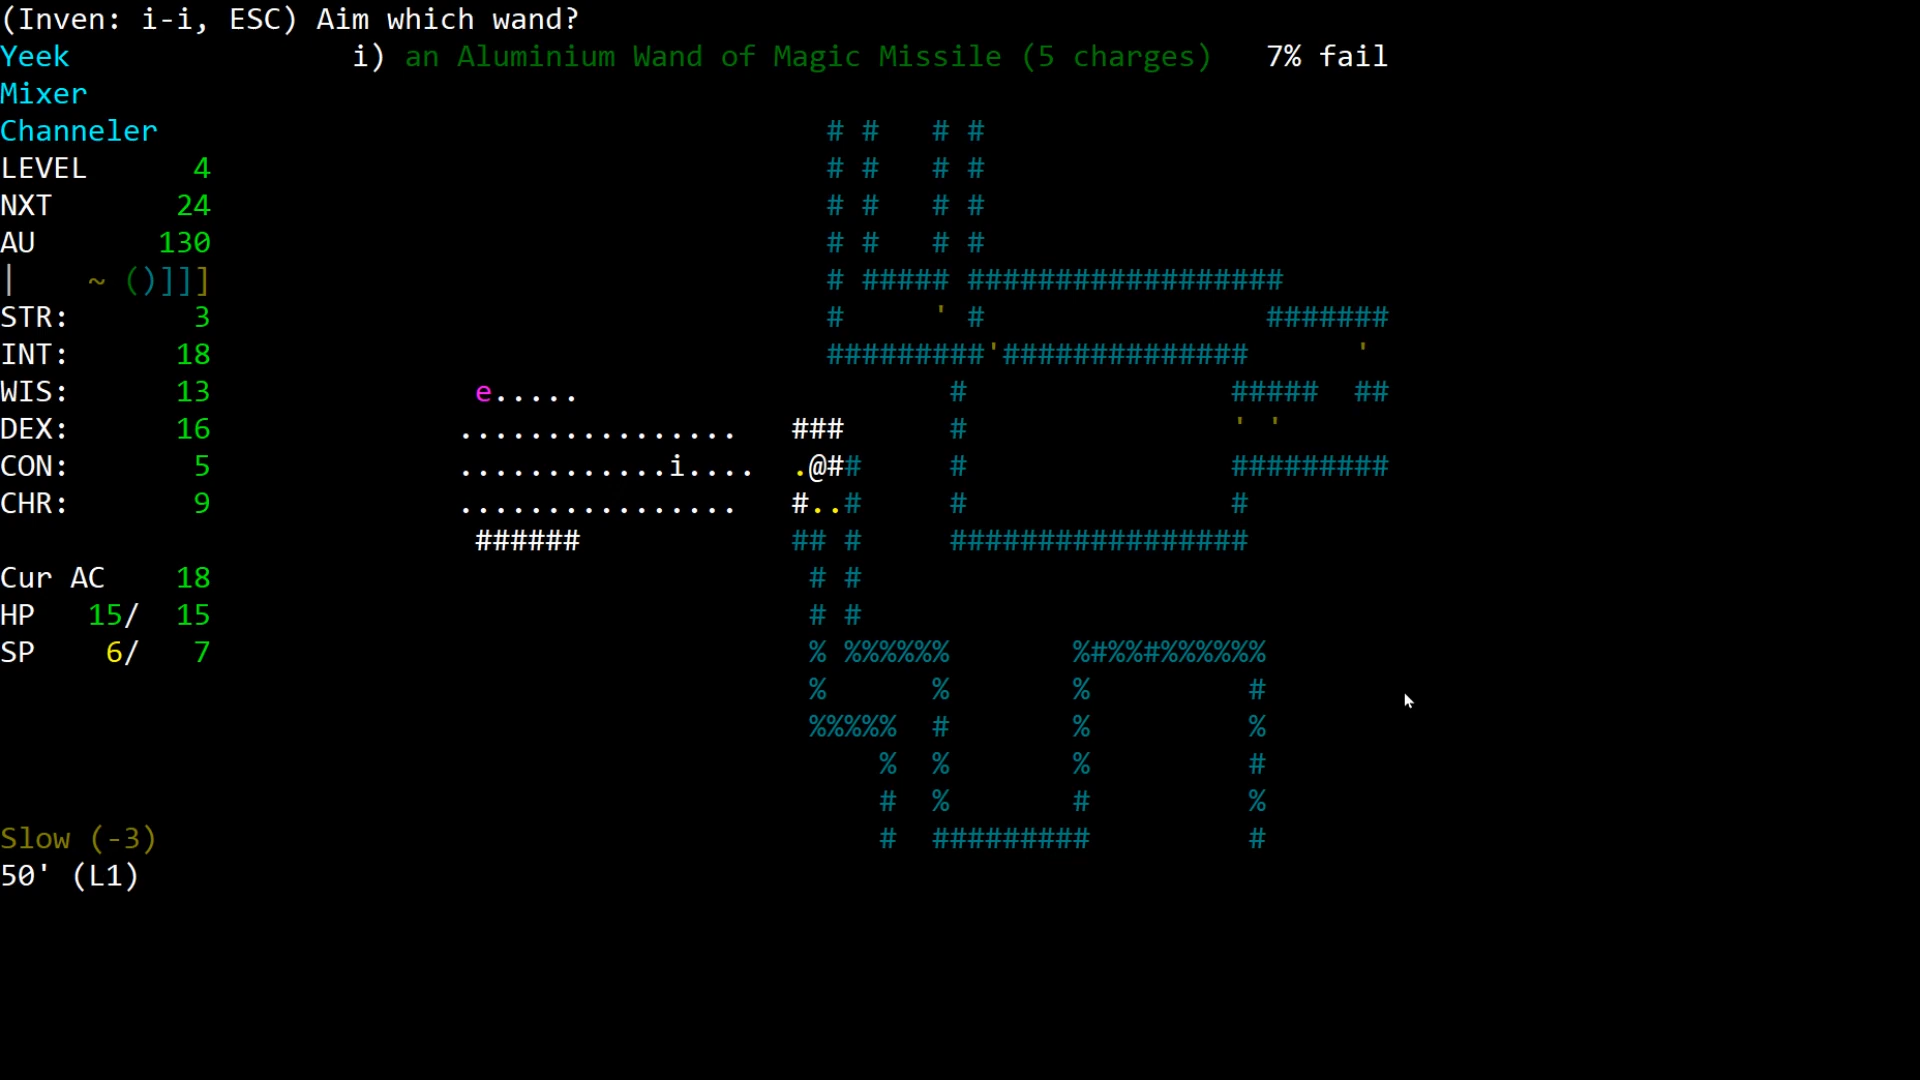 (Inven: i-i, ESC) Aim which wand?
Yeek                i) an Aluminium Wand of Magic Missile (5 charges)   7% fail
Mixer
Channeler                                      # #   # #
LEVEL      4                                   # #   # #
NXT       24                                   # #   # #
AU       130                                   # #   # #
|    ~ ()]]]                                   # ##### ##################
STR:       3                                   #     ' #                #######
INT:      18                                   #########'##############      '
WIS:      13               e.....                     #               #####  ##
DEX:      16              ................   ###      #               ' '
CON:       5              ............i....  .@##     #               #########
CHR:       9              ................   #..#     #               #
                           ######            ## #     #################
Cur AC    18                                  # #
HP   15/  15                                  # #
SP    6/   7                                  % %%%%%%       %#%%#%%%%%%
                                              %      %       %         #
                                              %%%%% #       %         %
                                                  % %       %         #
                                                  # %       #         %
Slow (-3)                                         #  #########         #
50' (L1)